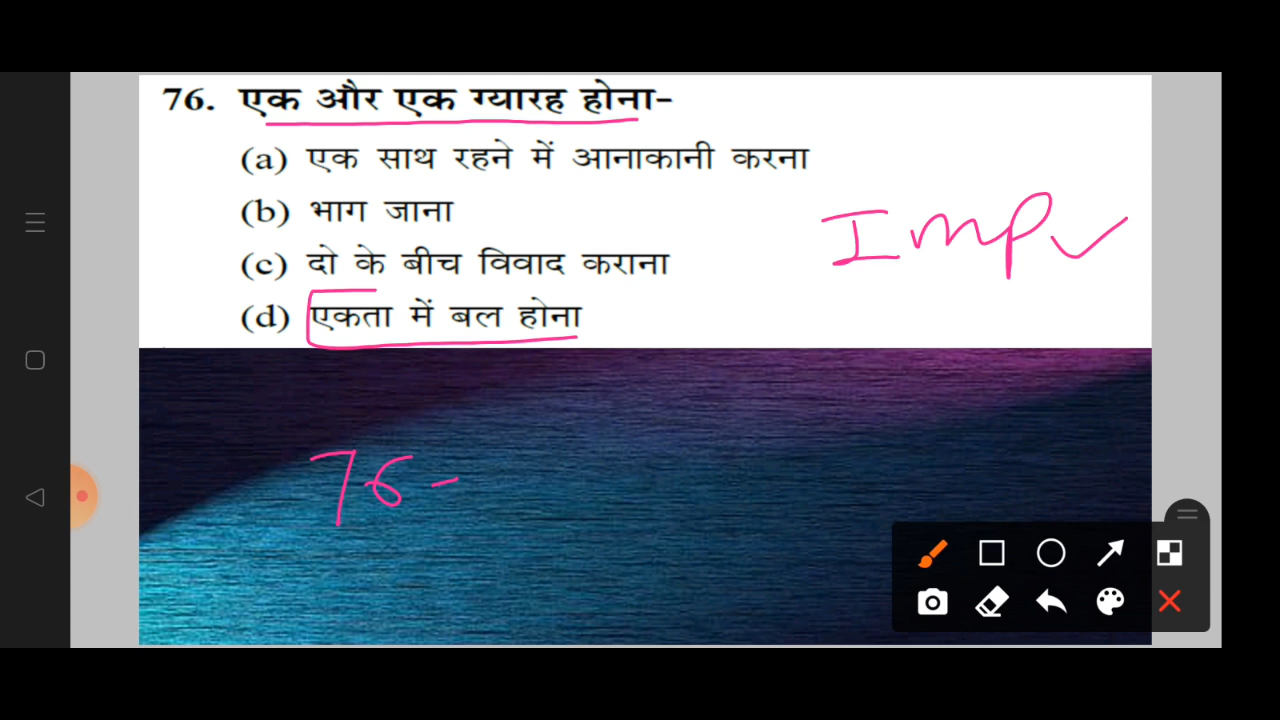 76. एक और एक ग्यारह होना-
(a) एक साथ रहने में आनाकानी करना
(b) भाग जाना
(c) दो के बीच विवाद कराना
(d) एकता में बल होना
Imp
76 -